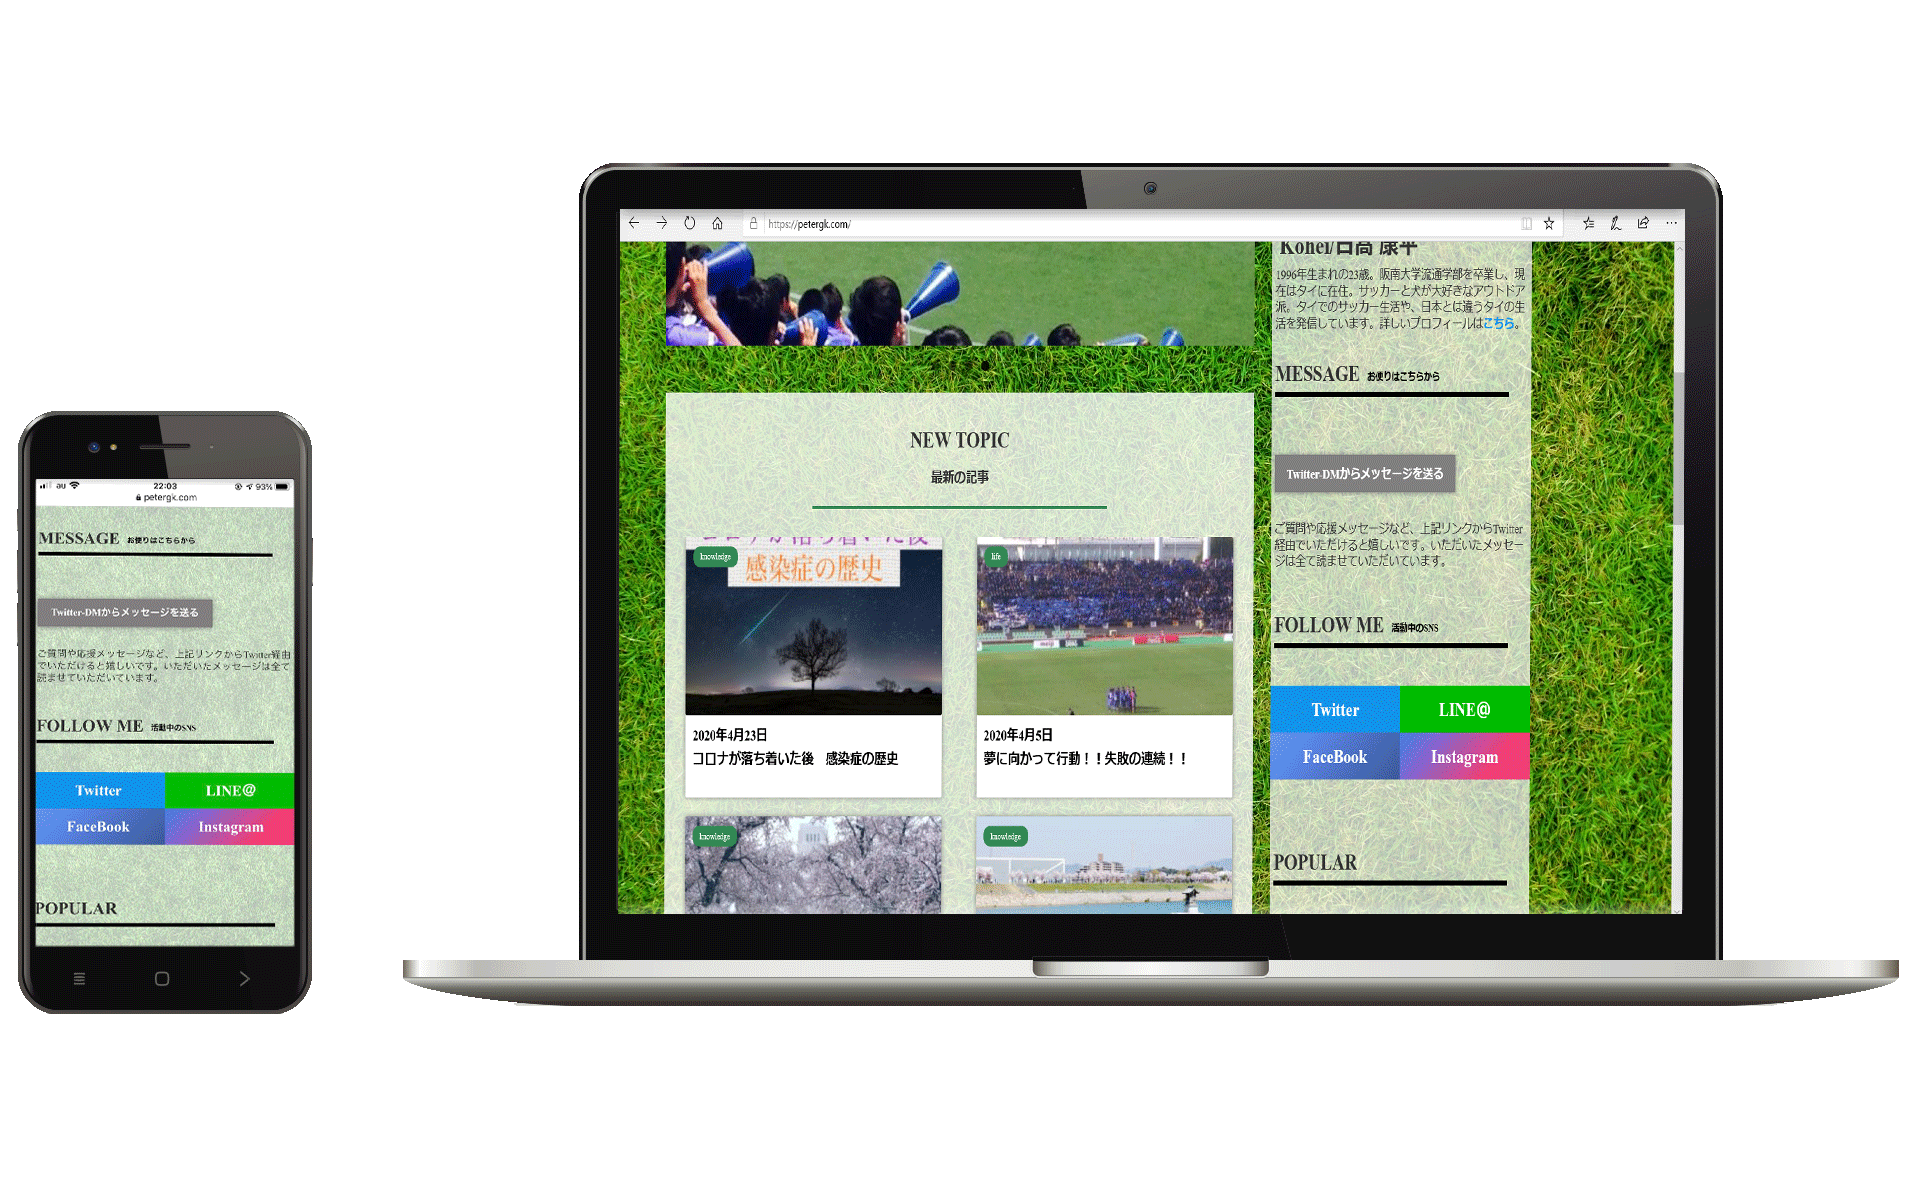 au
22:03
93%
petergk.com
MESSAGE お便りはこちらから
Twitter-DMからメッセージを送る
ご質問や応援メッセージなど、上記リンクからTwitter経由
でいただけると嬉しいです。いただいたメッセージは全て
読ませていただいています。
FOLLOW ME 活動中のSNS
Twitter
LINE@
FaceBook
Instagram
POPULAR
https://petergk.com/
NEW TOPIC
最新の記事
knowledge
感染症の歴史
2020年4月23日
コロナが落ち着いた後 感染症の歴史
life
meiji
2020年4月5日
夢に向かって行動!!失敗の連続!!
knowledge
knowledge
Kohei/日高 康平
1996年生まれの23歳。阪南大学流通学部を卒業し、現
在はタイに在住。サッカーと犬が大好きなアウトドア
派。タイでのサッカー生活や、日本とは違うタイの生
活を発信しています。詳しいプロフィールはこちら。
MESSAGE お便りはこちらから
Twitter-DMからメッセージを送る
ご質問や応援メッセージなど、上記リンクからTwitter
経由でいただけると嬉しいです。いただいたメッセー
ジは全て読ませていただいています。
FOLLOW ME 活動中のSNS
Twitter
LINE@
FaceBook
Instagram
POPULAR